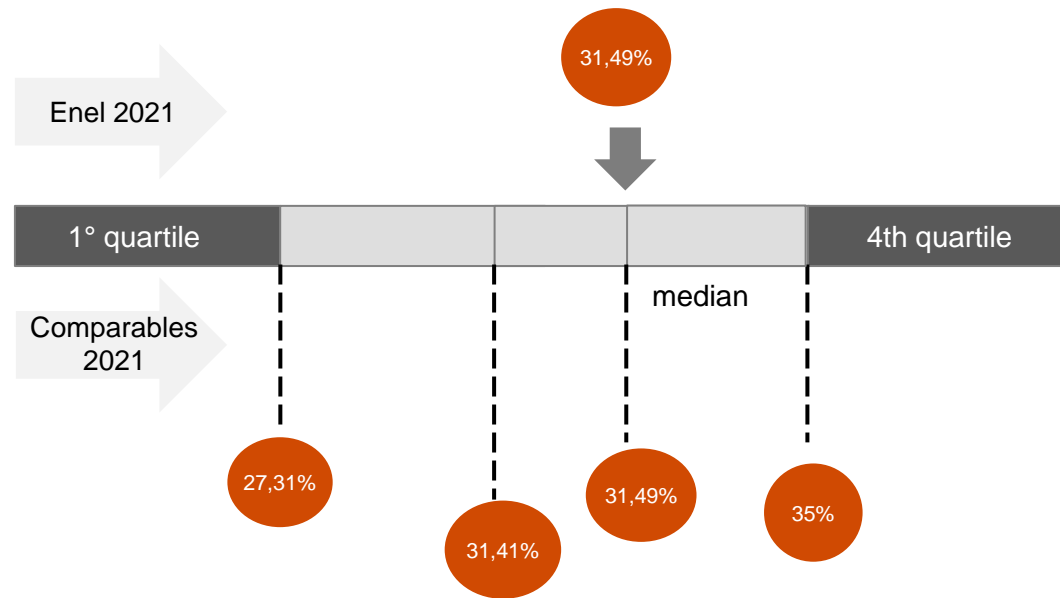 31,49%
Enel 2021
1° quartile
4th quartile
median
Comparables
2021
27,31%
31,49%
35%
31,41%